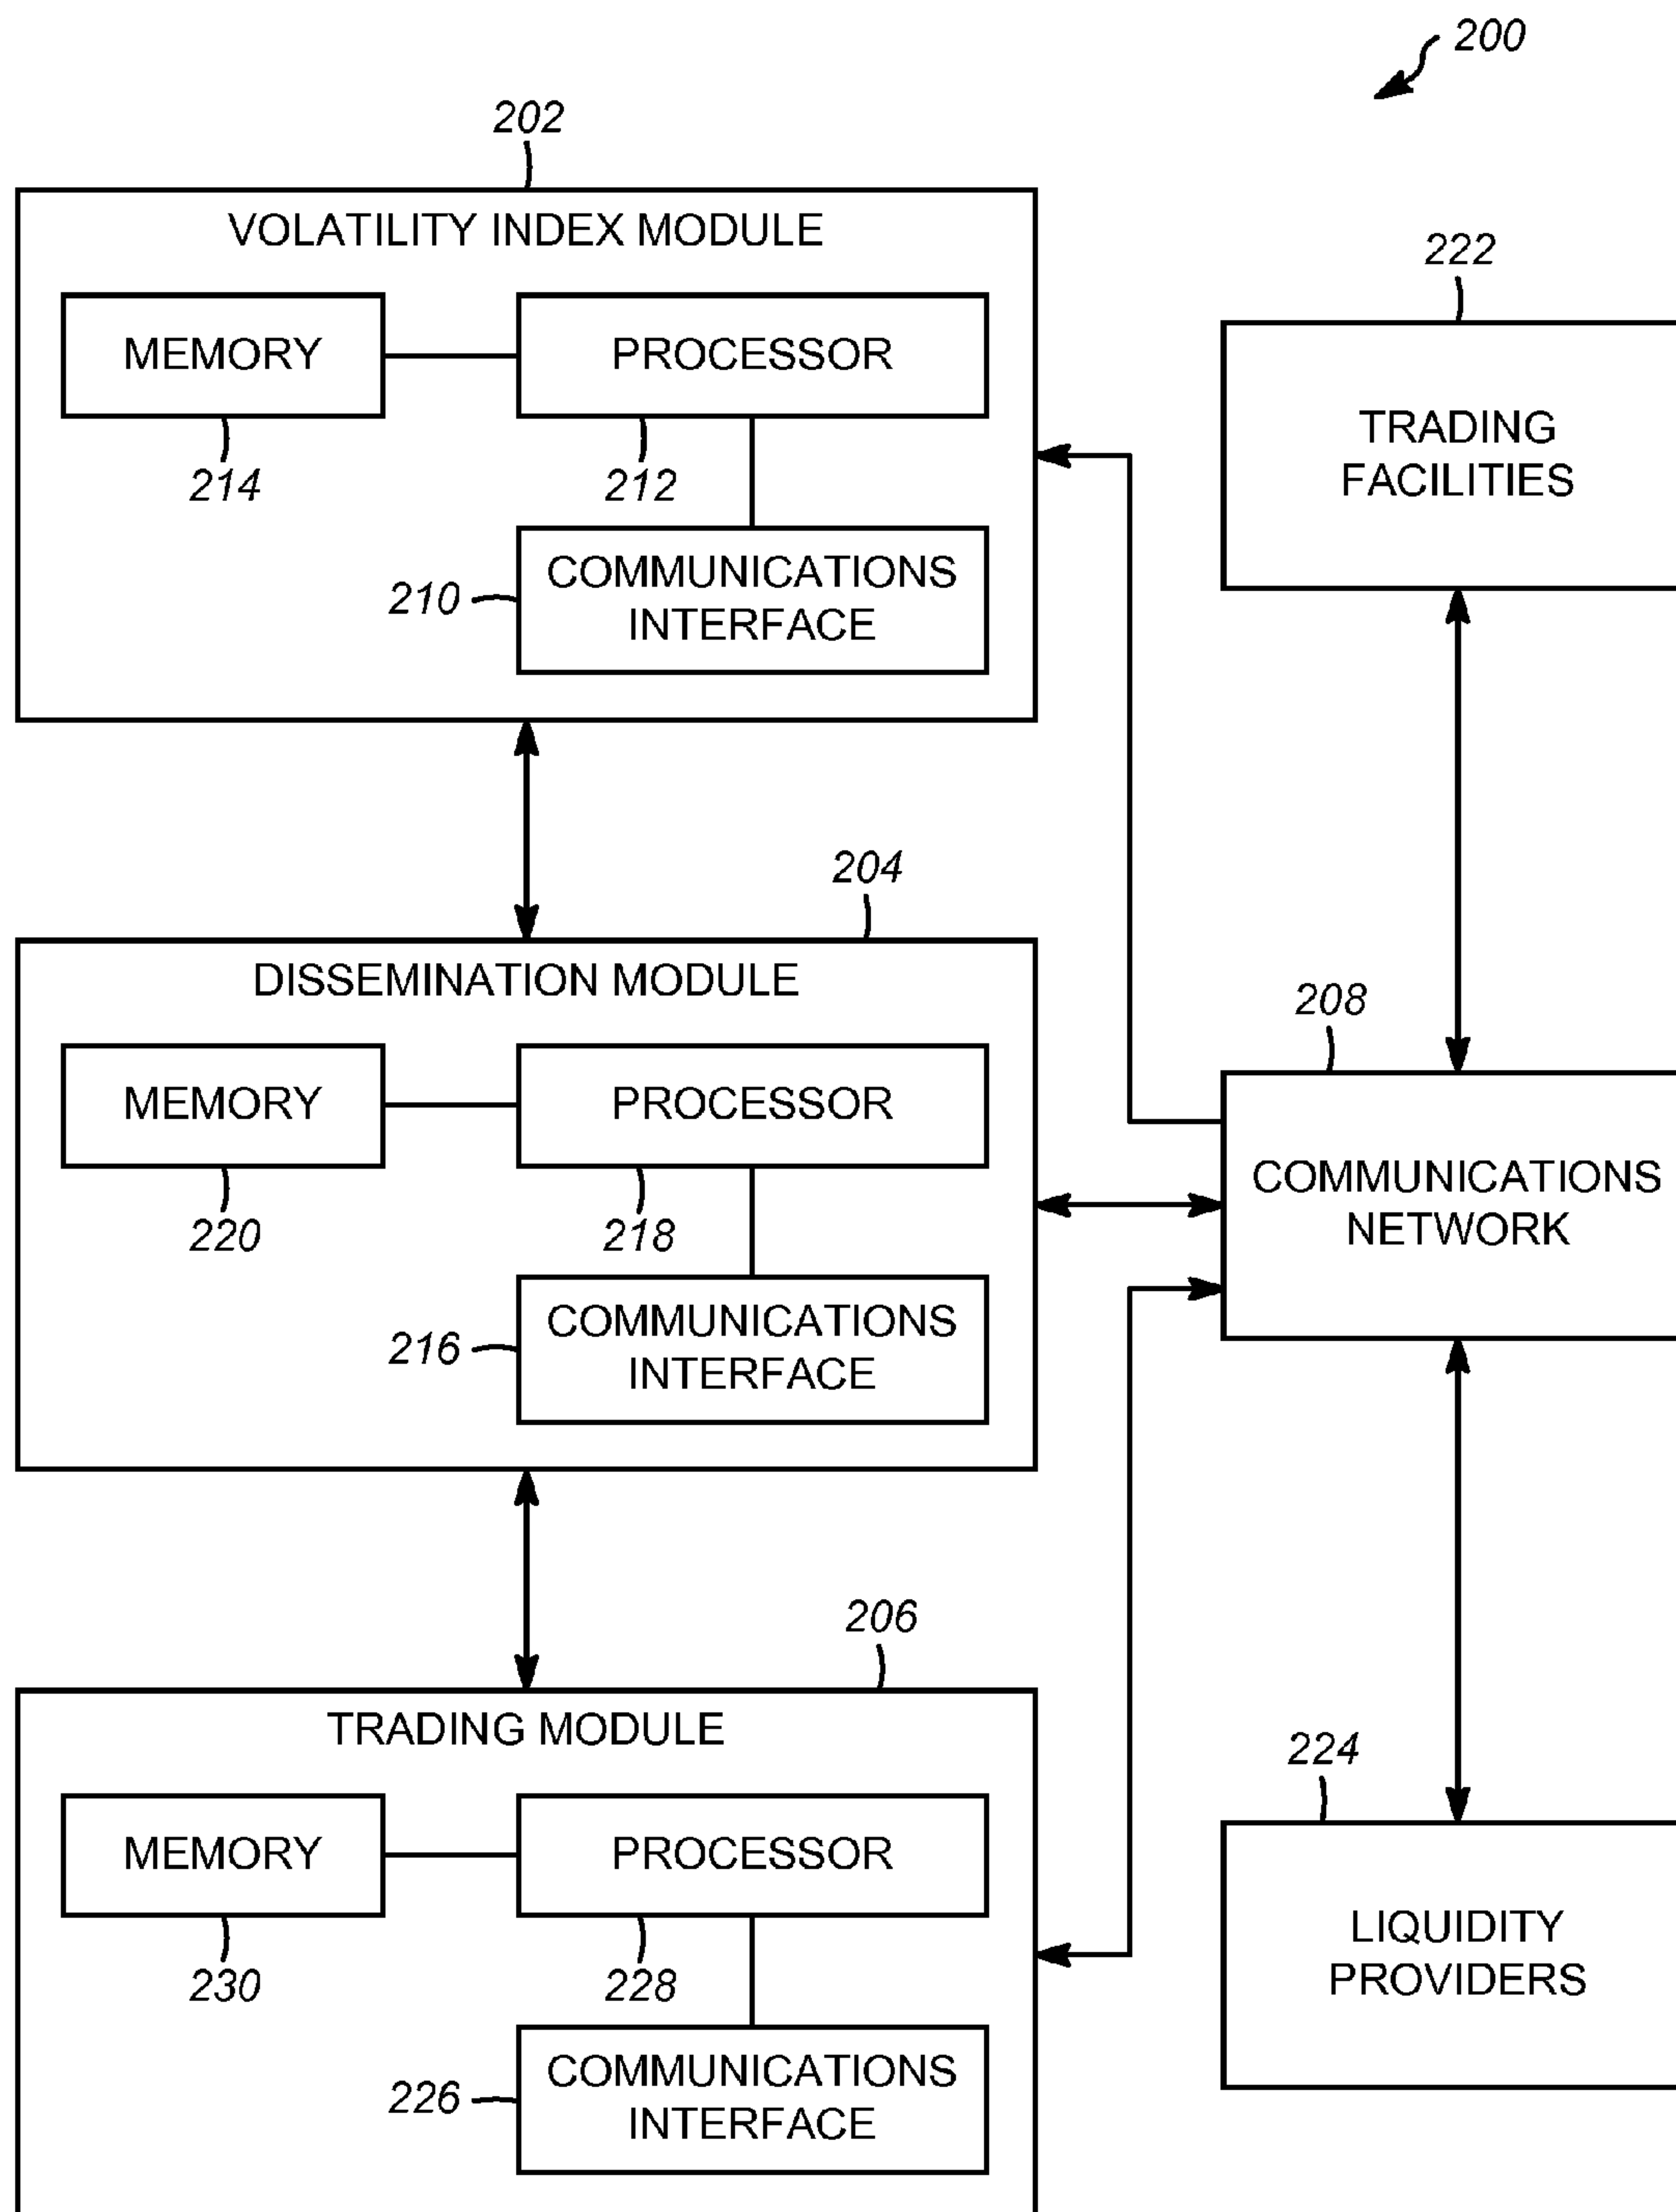 200
202
VOLATILITY INDEX MODULE
MEMORY
PROCESSOR
214
212
210
COMMUNICATIONS
INTERFACE
222
TRADING
FACILITIES
204
DISSEMINATION MODULE
MEMORY
PROCESSOR
220
218
216
COMMUNICATIONS
INTERFACE
208
COMMUNICATIONS
NETWORK
206
TRADING MODULE
MEMORY
PROCESSOR
230
228
226
COMMUNICATIONS
INTERFACE
224
LIQUIDITY
PROVIDERS